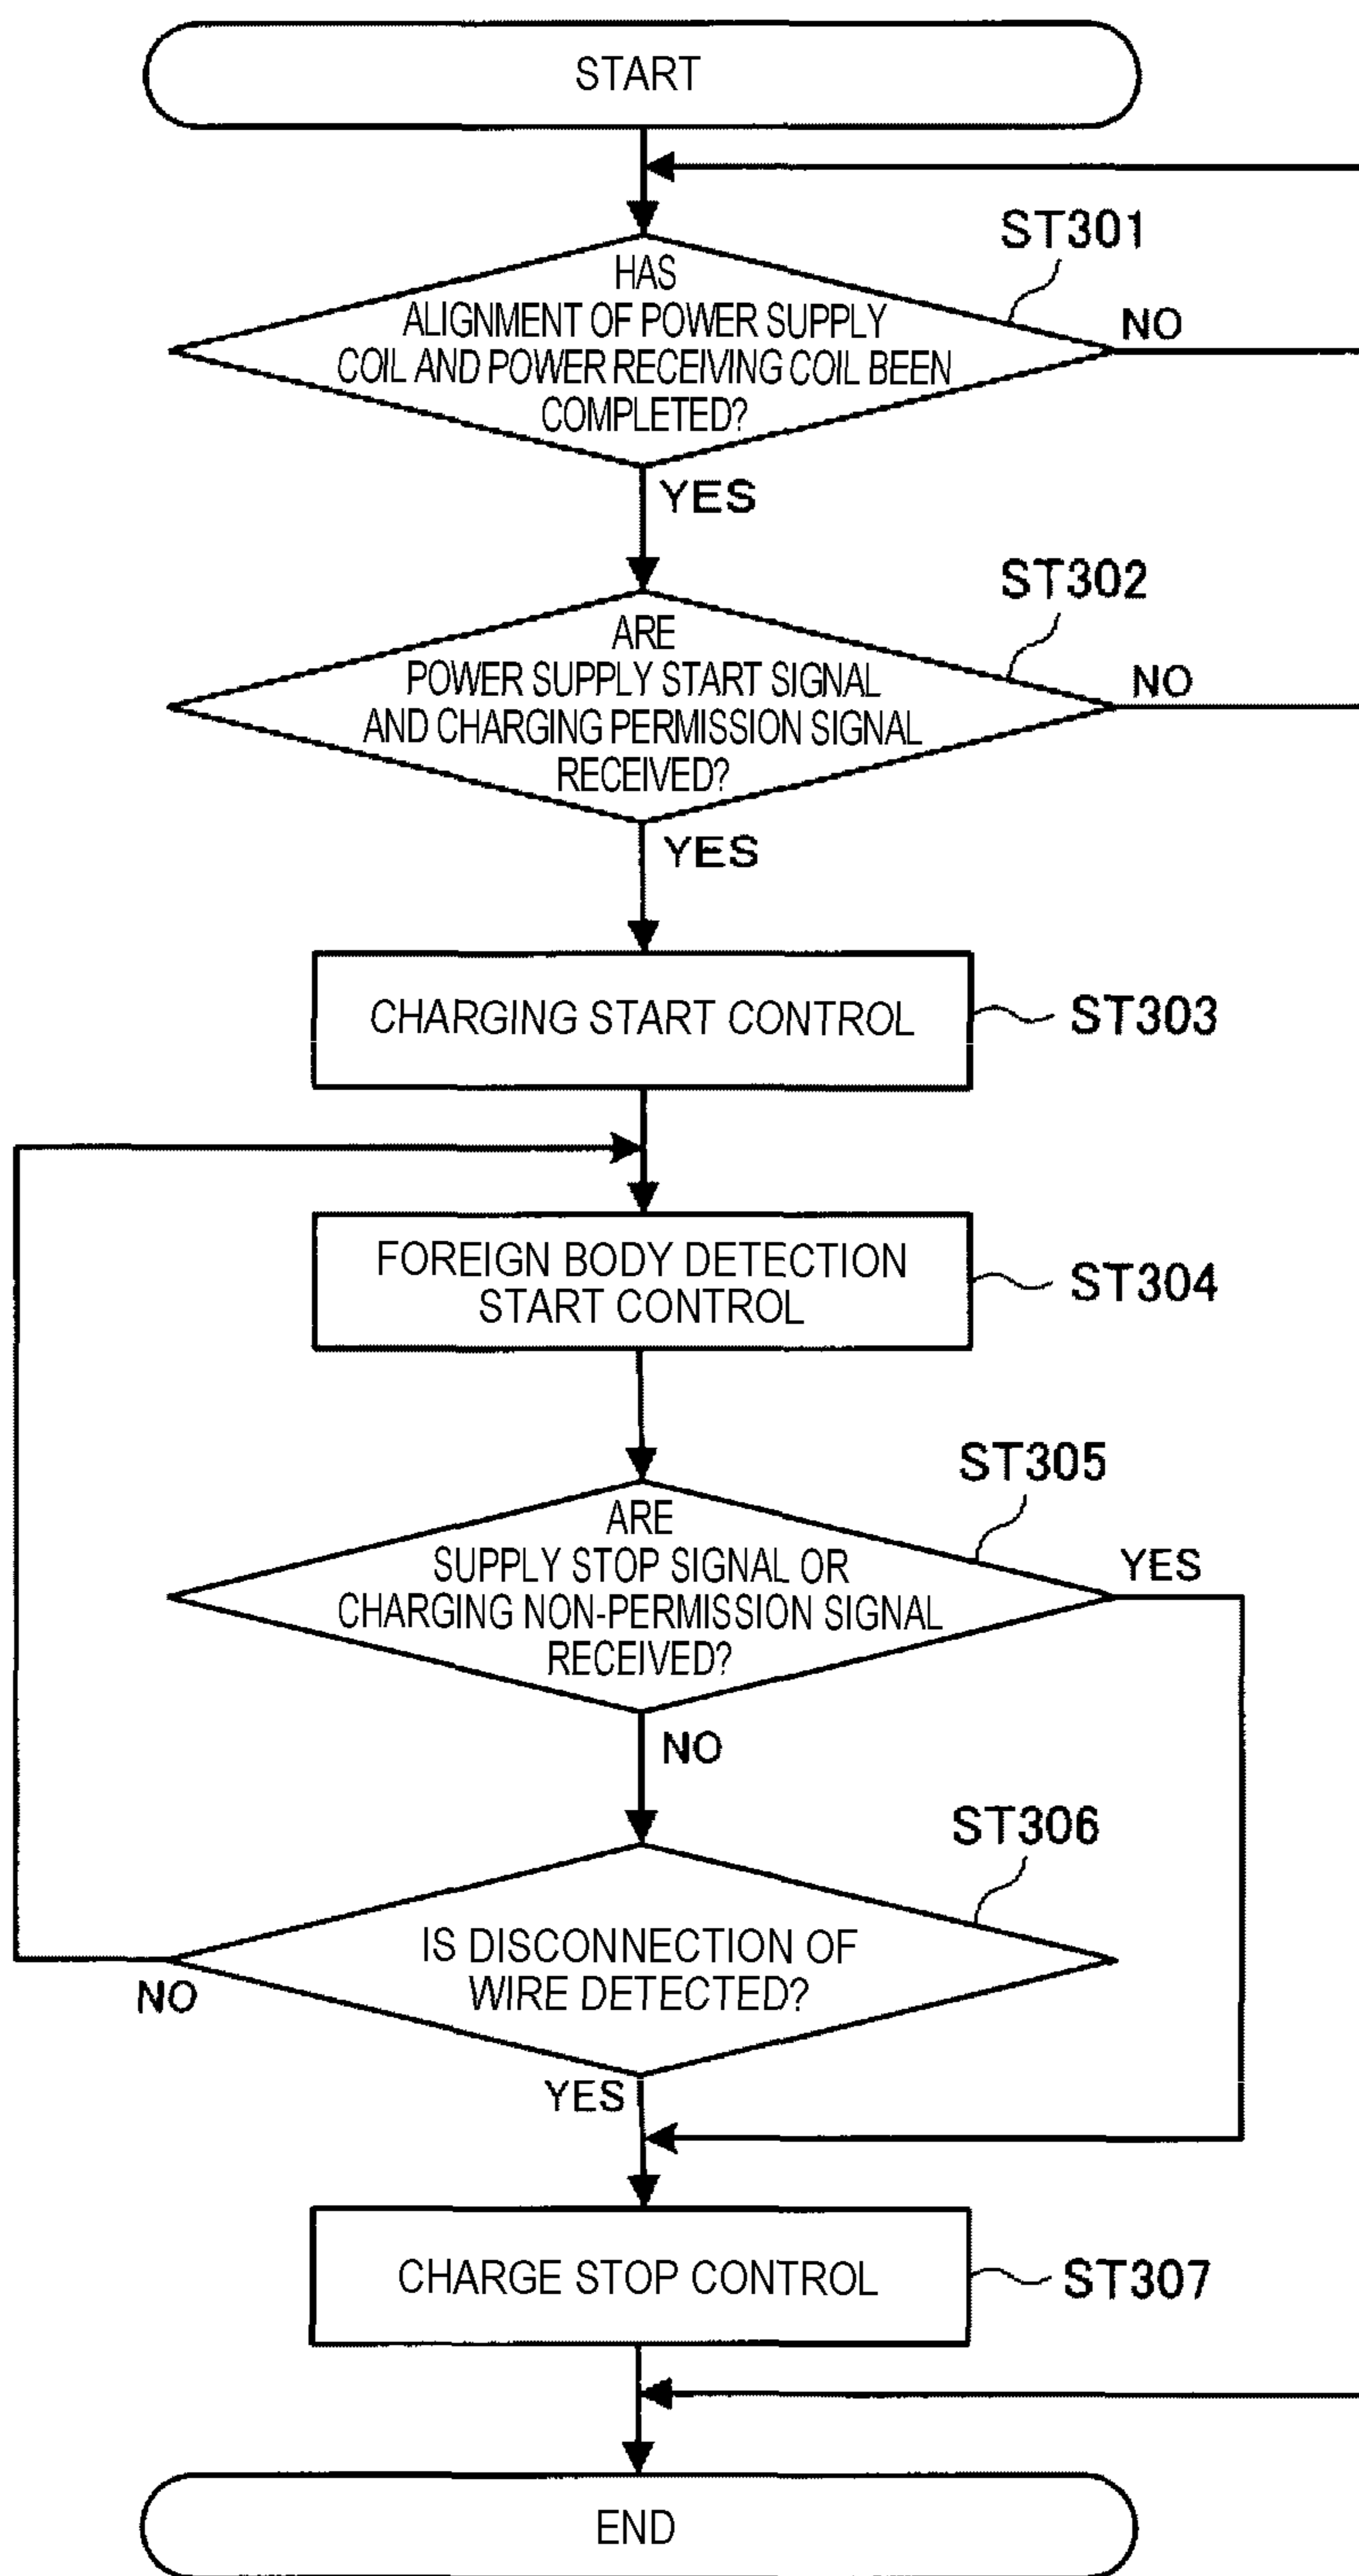 START
ST301
HAS
ALIGNMENT OF POWER SUPPLY
COIL AND POWER RECEIVING COIL BEEN
COMPLETED?
NO
YES
ST302
ARE
POWER SUPPLY START SIGNAL
AND CHARGING PERMISSION SIGNAL
RECEIVED?
NO
YES
CHARGING START CONTROL
ST303
FOREIGN BODY DETECTION
START CONTROL
ST304
ST305
ARE
SUPPLY STOP SIGNAL OR
CHARGING NON-PERMISSION SIGNAL
RECEIVED?
YES
NO
ST306
IS DISCONNECTION OF
WIRE DETECTED?
NO
YES
CHARGE STOP CONTROL
ST307
END